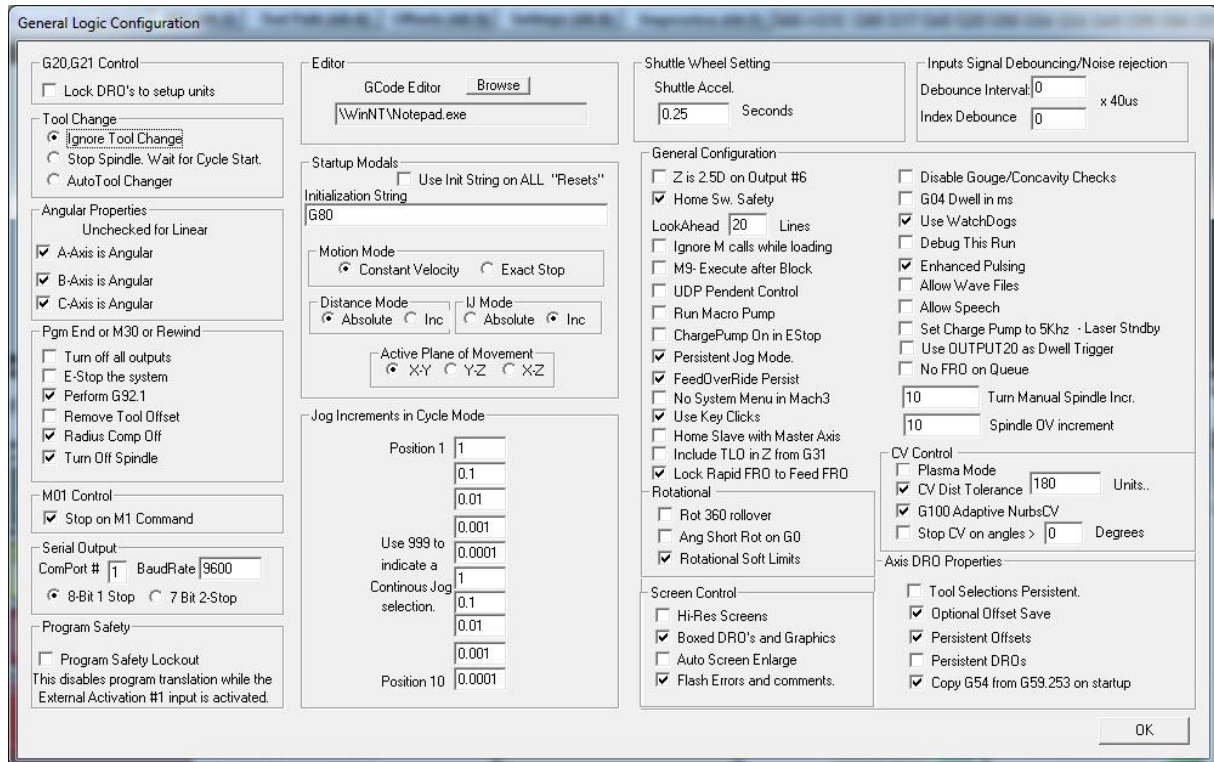 General Logic Configuration
G20,G21 Control
Lock DRO's to setup units
Tool Change
Ignore Tool Change
Stop Spindle. Wait for Cycle Start.
AutoTool Changer
Angular Properties
Unchecked for Linear
A-Axis is Angular
B-Axis is Angular
C-Axis is Angular
Pgm End or M30 or Rewind
Turn off all outputs
E-Stop the system
Perform G92.1
Remove Tool Offset
Radius Comp Off
Turn Off Spindle
M01 Control
Stop on M1 Command
Serial Output
ComPort # 1 BaudRate 9600
8-Bit 1 Stop 7 Bit 2-Stop
Program Safety
Program Safety Lockout
This disables program translation while the
External Activation #1 input is activated.
Editor
GCode Editor Browse
\WinNT\Notepad.exe
Startup Modals
Use Init String on ALL "Resets"
Initialization String
G80
Motion Mode
Constant Velocity Exact Stop
Distance Mode
Absolute Inc
IJ Mode
Absolute Inc
Active Plane of Movement
X-Y Y-Z X-Z
Jog Increments in Cycle Mode
Position 1 1
0.1
0.01
0.001
Use 999 to
indicate a
Continous Jog
selection.
0.0001
1
0.1
0.01
0.001
Position 10 0.0001
Shuttle Wheel Setting
Shuttle Accel.
0.25 Seconds
Inputs Signal Debouncing/Noise rejection
Debounce Interval: 0 x 40us
Index Debounce 0
General Configuration
Z is 2.5D on Output #6
Home Sw. Safety
LookAhead 20 Lines
Ignore M calls while loading
M9- Execute after Block
UDP Pendent Control
Run Macro Pump
ChargePump On in EStop
Persistent Jog Mode.
FeedOverRide Persist
No System Menu in Mach3
Use Key Clicks
Home Slave with Master Axis
Include TLO in Z from G31
Lock Rapid FRO to Feed FRO
Disable Gouge/Concavity Checks
G04 Dwell in ms
Use WatchDogs
Debug This Run
Enhanced Pulsing
Allow Wave Files
Allow Speech
Set Charge Pump to 5Khz - Laser Stndby
Use OUTPUT20 as Dwell Trigger
No FRO on Queue
10 Turn Manual Spindle Incr.
10 Spindle OV increment
Rotational
Rot 360 rollover
Ang Short Rot on G0
Rotational Soft Limits
Screen Control
Hi-Res Screens
Boxed DRO's and Graphics
Auto Screen Enlarge
Flash Errors and comments.
CV Control
Plasma Mode
CV Dist Tolerance 180 Units..
G100 Adaptive NurbsCV
Stop CV on angles > 0 Degrees
Axis DRO Properties
Tool Selections Persistent.
Optional Offset Save
Persistent Offsets
Persistent DROs
Copy G54 from G59.253 on startup
OK